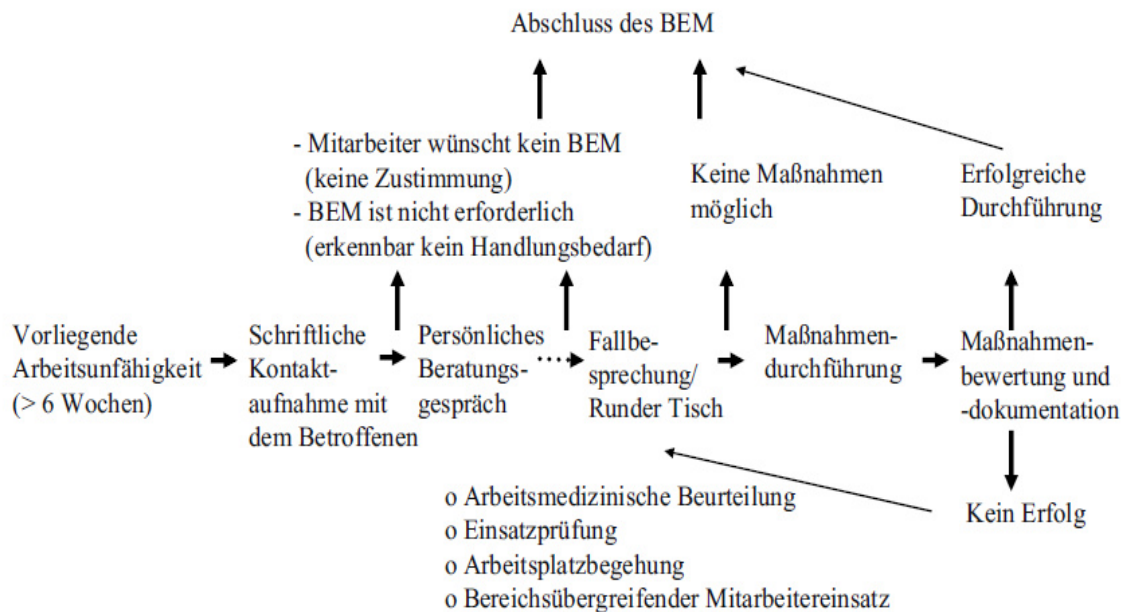 Abschluss des BEM
- Mitarbeiter wünscht kein BEM
(keine Zustimmung)
- BEM ist nicht erforderlich
(erkennbar kein Handlungsbedarf)
Keine Maßnahmen
möglich
Erfolgreiche
Durchführung
Vorliegende
Arbeitsunfähigkeit
(> 6 Wochen)
Schriftliche
Kontakt-
aufnahme mit
dem Betroffenen
Persönliches
Beratungs-
gespräch
Fallbe-
sprechung/
Runder Tisch
Maßnahmen-
durchführung
Maßnahmen-
bewertung und
-dokumentation
o Arbeitsmedizinische Beurteilung
o Einsatzprüfung
o Arbeitsplatzbegehung
o Bereichsübergreifender Mitarbeitereinsatz
Kein Erfolg